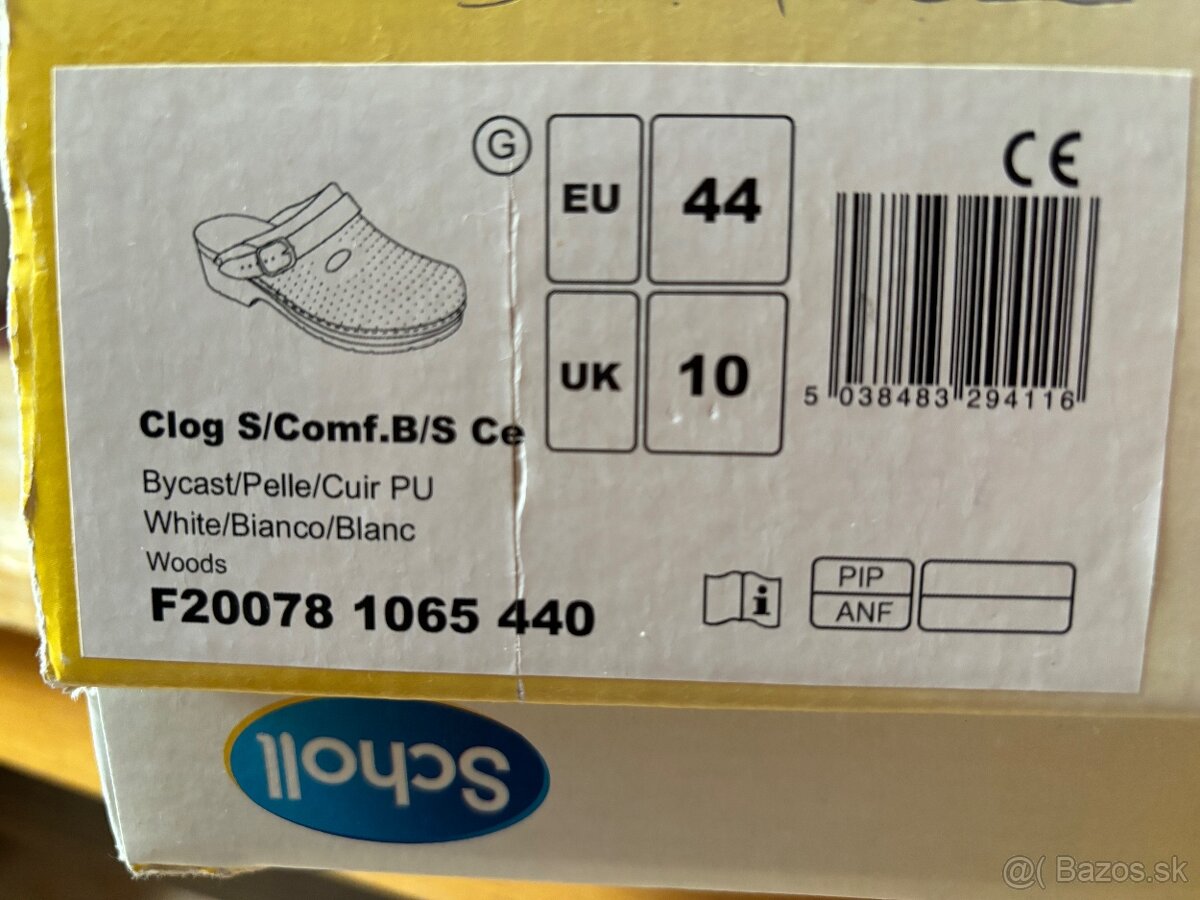 G
EU 44
UK 10
CE
5 038483 294116
Clog S/Comf.B/S Ce
Bycast/Pelle/Cuir PU
White/Bianco/Blanc
Woods
F20078 1065 440
i
PIP
ANF
Scholl
@( Bazos.sk